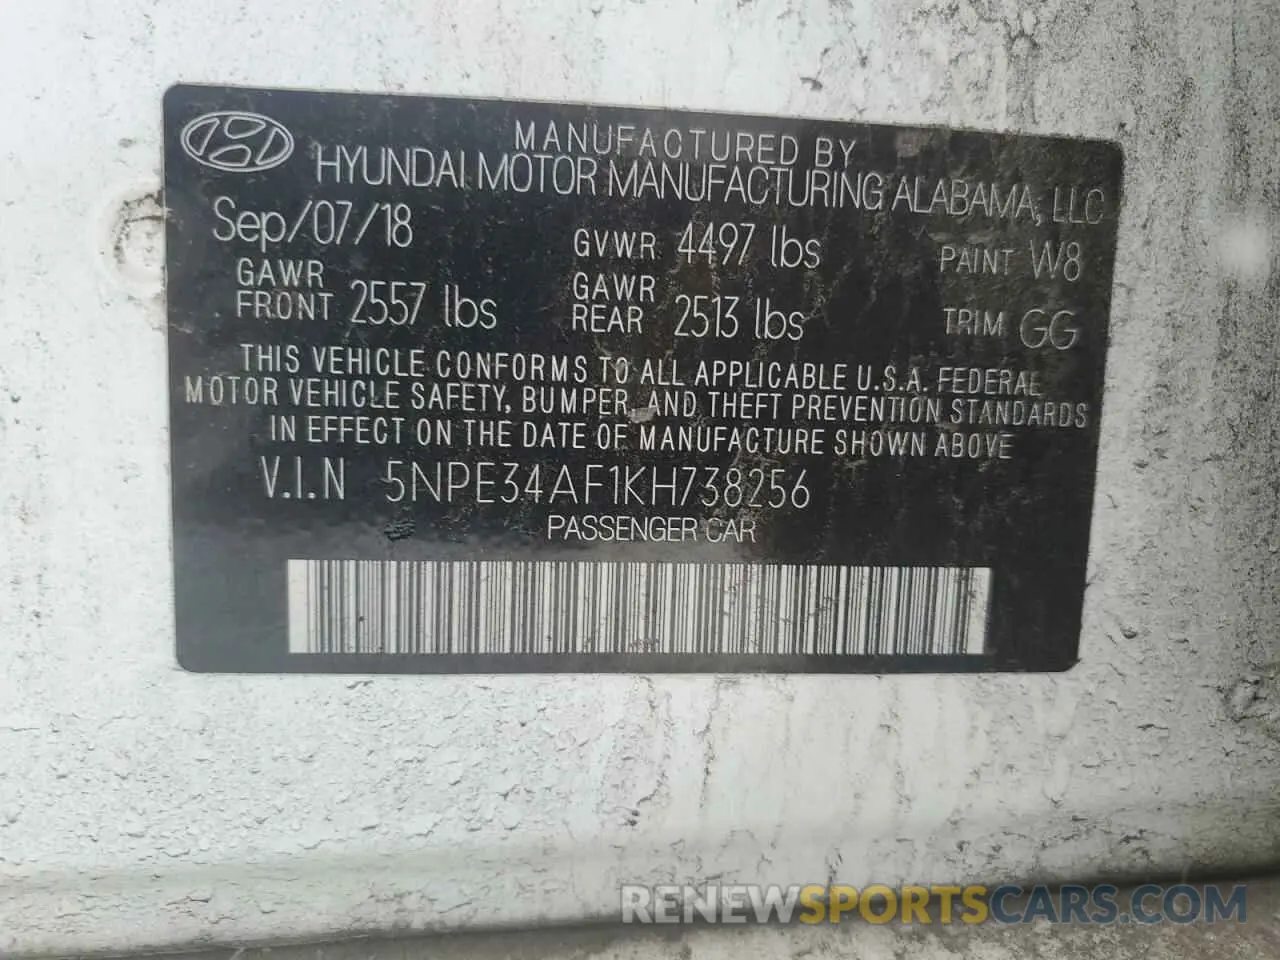 MANUFACTURED BY
HYUNDAI MOTOR MANUFACTURING ALABAMA, LLC
Sep/07/18 GVWR 4497 lbs PAINT W8
GAWR FRONT 2557 lbs GAWR REAR 2513 lbs TRIM GG
THIS VEHICLE CONFORMS TO ALL APPLICABLE U.S.A. FEDERAL
MOTOR VEHICLE SAFETY, BUMPER, AND THEFT PREVENTION STANDARDS
IN EFFECT ON THE DATE OF MANUFACTURE SHOWN ABOVE
V.I.N 5NPE34AF1KH738256
PASSENGER CAR
RENEWSPORTSCARS.COM